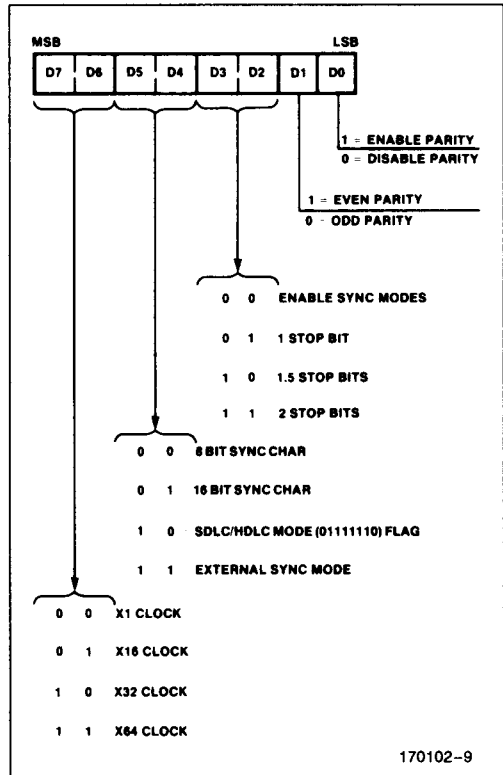 MSB LSB
D7 D6 D5 D4 D3 D2 D1 D0
1 = ENABLE PARITY
0 = DISABLE PARITY
1 = EVEN PARITY
0 - ODD PARITY
0 0 ENABLE SYNC MODES
0 1 1 STOP BIT
1 0 1.5 STOP BITS
1 1 2 STOP BITS
0 0 8 BIT SYNC CHAR
0 1 16 BIT SYNC CHAR
1 0 SDLC/HDLC MODE (01111110) FLAG
1 1 EXTERNAL SYNC MODE
0 0 X1 CLOCK
0 1 X16 CLOCK
1 0 X32 CLOCK
1 1 X64 CLOCK
170102-9